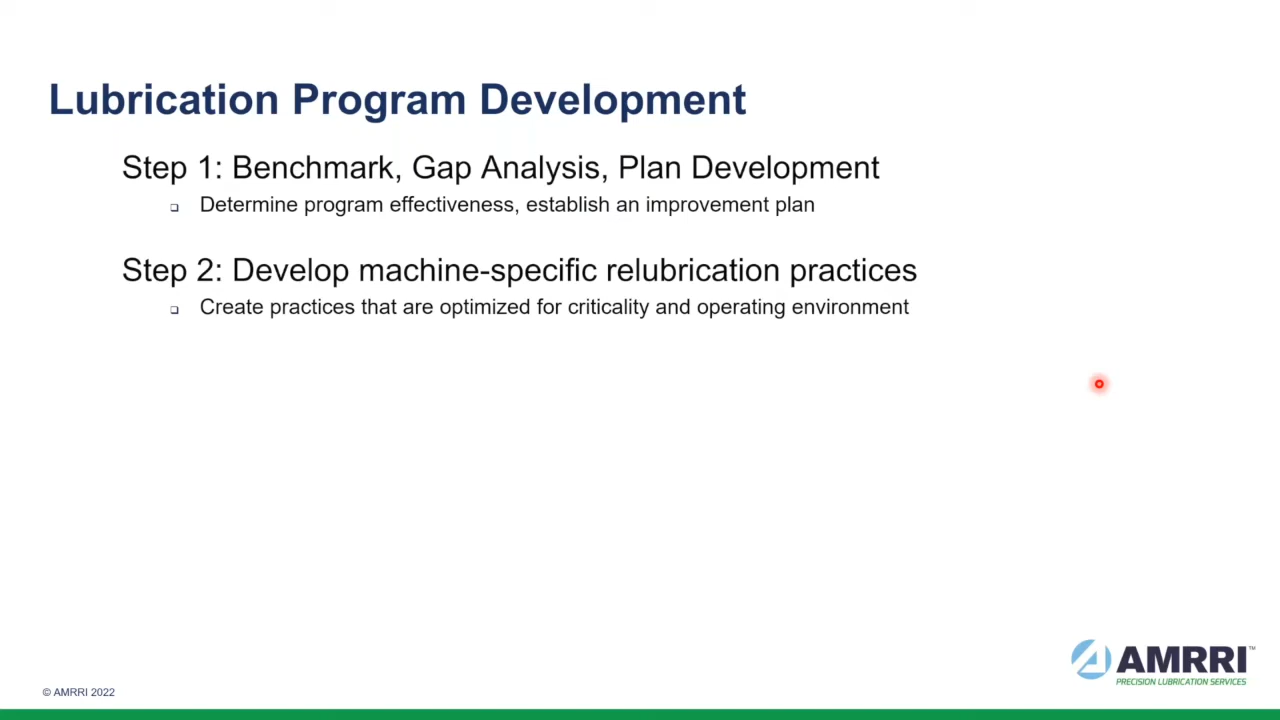 Lubrication Program Development
Step 1: Benchmark, Gap Analysis, Plan Development
Determine program effectiveness, establish an improvement plan
Step 2: Develop machine-specific relubrication practices
Create practices that are optimized for criticality and operating environment
AMRRI™
PRECISION LUBRICATION SERVICES
© AMRRI 2022